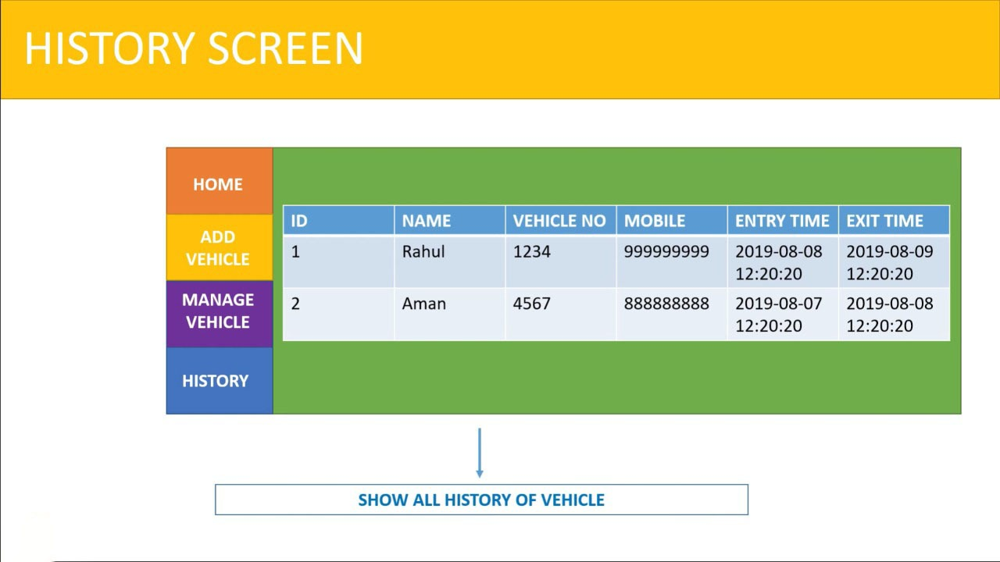 HISTORY SCREEN
HOME
ADD
VEHICLE
MANAGE
VEHICLE
HISTORY
ID NAME VEHICLE NO MOBILE ENTRY TIME EXIT TIME
1 Rahul 1234 999999999 2019-08-08 2019-08-09
12:20:20 12:20:20
2 Aman 4567 888888888 2019-08-07 2019-08-08
12:20:20 12:20:20
SHOW ALL HISTORY OF VEHICLE